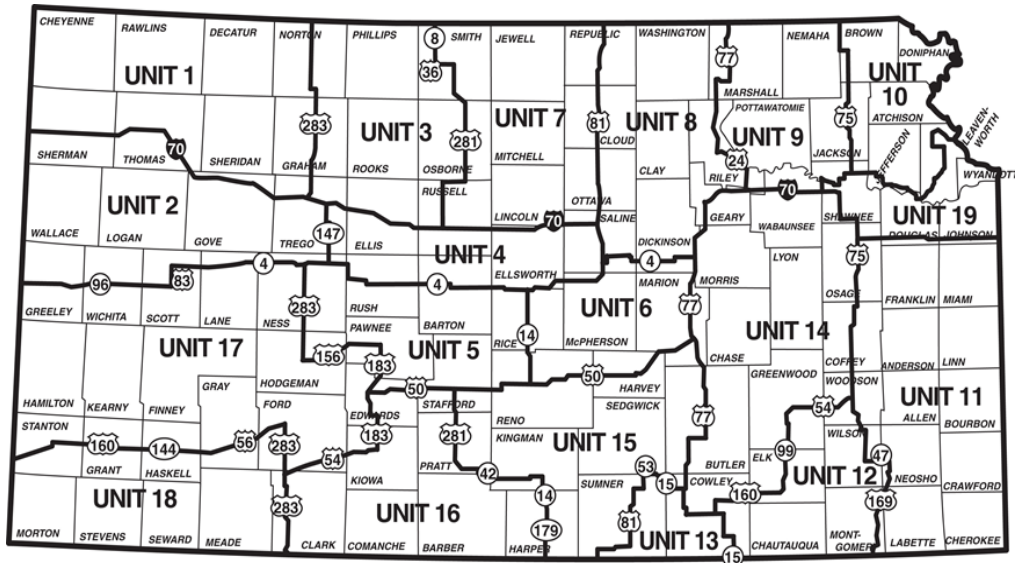 CHEYENNE
RAWLINS
DECATUR
NORTON
PHILLIPS
8
SMITH
JEWELL
REPUBLIC
WASHINGTON
NEMAHA
BROWN
DONIPHAN
UNIT 1
36
77
MARSHALL
UNIT
10
283
UNIT 3
281
UNIT 7
81
UNIT 8
POTTAWATOMIE
UNIT 9
75
ATCHISON
LEAVEN-
WORTH
SHERMAN
THOMAS
70
SHERIDAN
GRAHAM
ROOKS
OSBORNE
MITCHELL
CLOUD
CLAY
24
RILEY
JACKSON
JEFFERSON
WYANDOTT
UNIT 2
RUSSELL
LINCOLN
70
OTTAWA
SALINE
70
GEARY
WABAUNSEE
SHAWNEE
UNIT 19
DOUGLAS
JOHNSON
WALLACE
LOGAN
GOVE
TREGO
147
ELLIS
UNIT 4
ELLSWORTH
DICKINSON
4
LYON
75
96
83
4
283
4
MARION
MORRIS
77
OSAGE
FRANKLIN
MIAMI
GREELEY
WICHITA
SCOTT
LANE
NESS
RUSH
PAWNEE
BARTON
14
RICE
UNIT 6
McPHERSON
UNIT 14
UNIT 17
156
183
UNIT 5
CHASE
COFFEY
ANDERSON
LINN
HAMILTON
KEARNY
FINNEY
GRAY
HODGEMAN
50
50
HARVEY
GREENWOOD
WOODSON
UNIT 11
STANTON
FORD
EDWARDS
STAFFORD
RENO
SEDGWICK
77
54
ALLEN
BOURBON
160
144
56
283
54
183
281
KINGMAN
UNIT 15
99
WILSON
47
GRANT
HASKELL
KIOWA
PRATT
42
SUMNER
53
15
BUTLER
COWLEY
ELK
160
UNIT 12
NEOSHO
CRAWFORD
UNIT 18
283
UNIT 16
14
179
81
UNIT 13
169
MORTON
STEVENS
SEWARD
MEADE
CLARK
COMANCHE
BARBER
HARPER
15
CHAUTAUQUA
MONT-
GOMERY
LABETTE
CHEROKEE